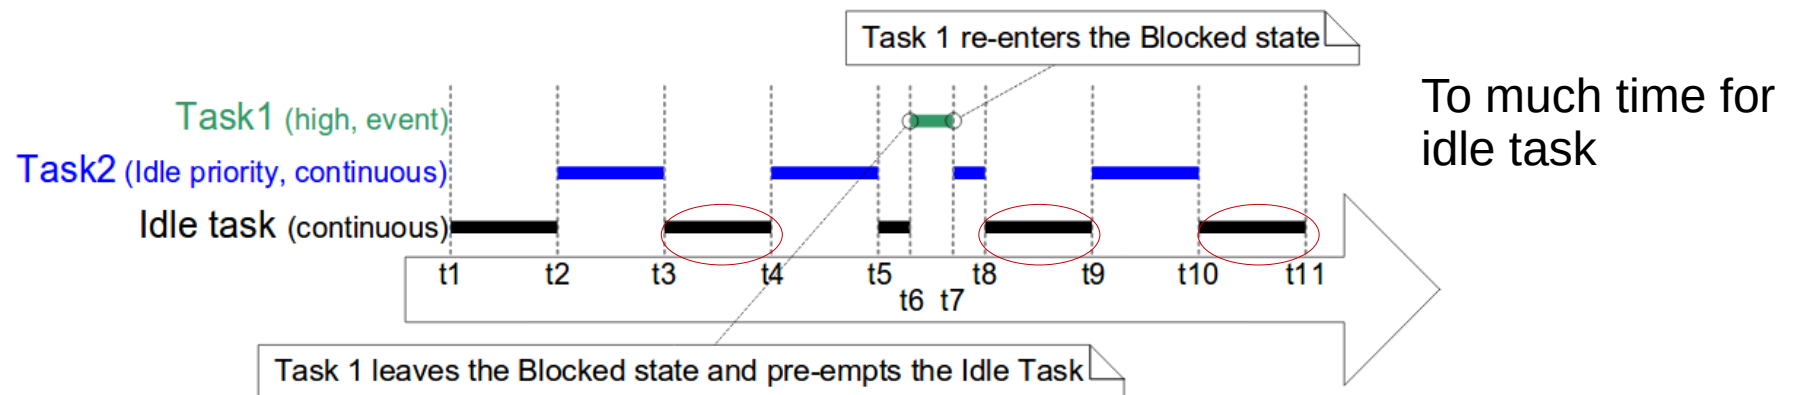 Task 1 re-enters the Blocked state
To much time for
idle task
Task1 (high, event)
Task2 (Idle priority, continuous)
Idle task (continuous)
t1 t2 t3 t4 t5 t8 t9 t10 t11
t6 t7
Task 1 leaves the Blocked state and pre-empts the Idle Task